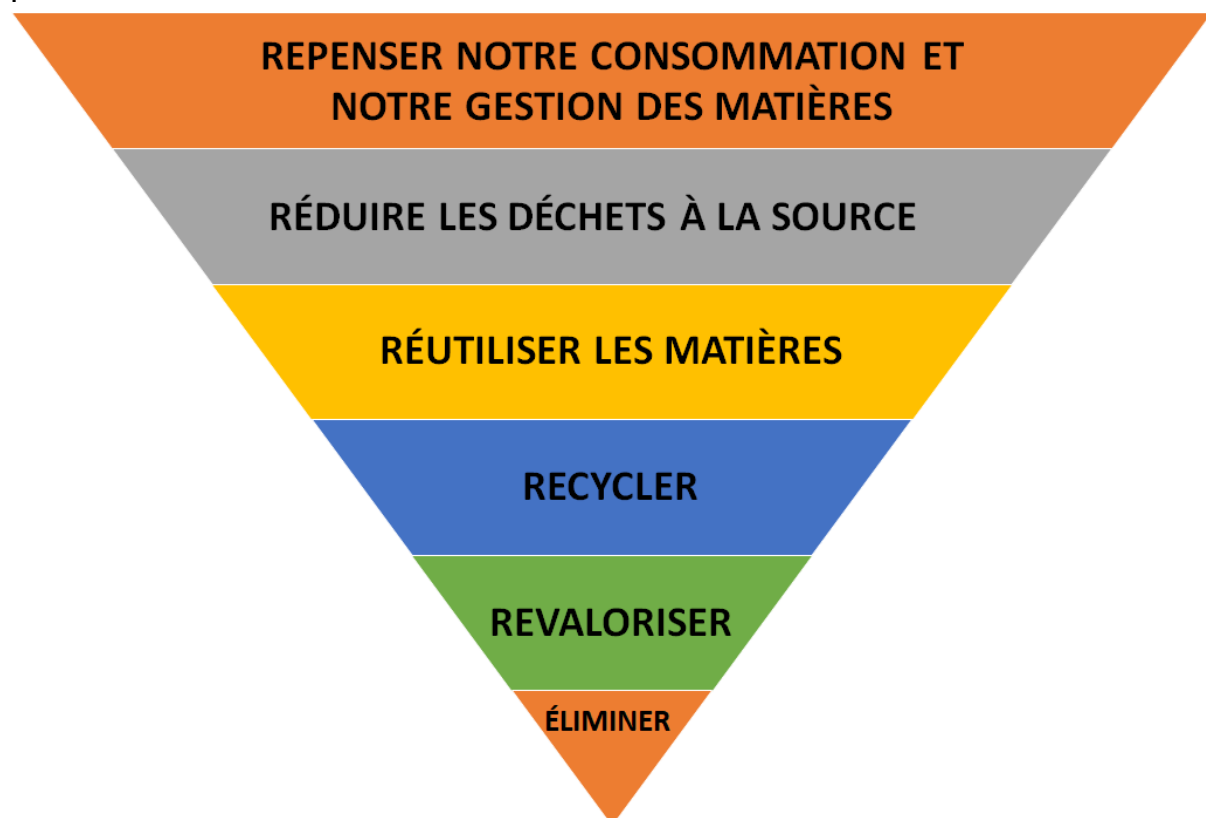 REPENSER NOTRE CONSOMMATION ET
NOTRE GESTION DES MATIÈRES
RÉDUIRE LES DÉCHETS À LA SOURCE
RÉUTILISER LES MATIÈRES
RECYCLER
REVALORISER
ÉLIMINER